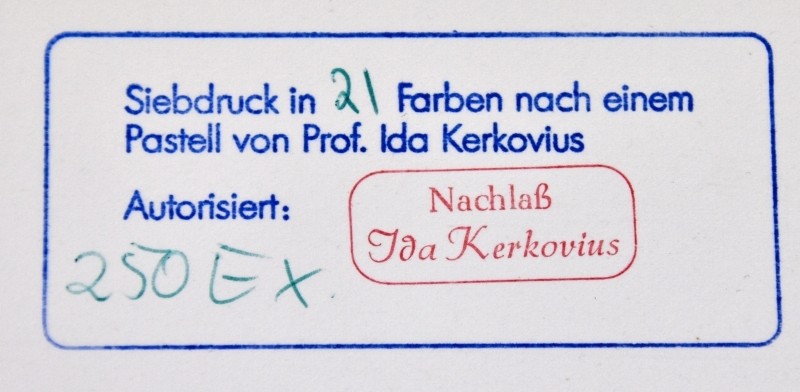 Siebdruck in 21 Farben nach einem
Pastell von Prof. Ida Kerkovius
Autorisiert:
Nachlaß
Ida Kerkovius
250 Ex.